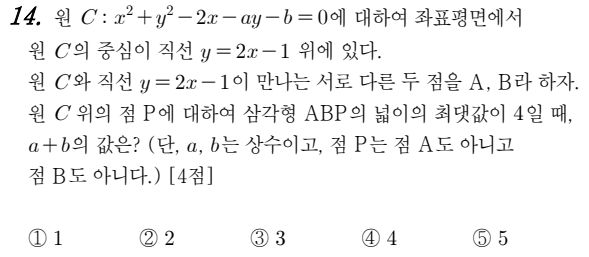 14. 원 C : x²+y²−2x−ay−b=0에 대하여 좌표평면에서
원 C의 중심이 직선 y=2x−1 위에 있다.
원 C와 직선 y=2x−1이 만나는 서로 다른 두 점을 A, B라 하자.
원 C 위의 점 P에 대하여 삼각형 ABP의 넓이의 최댓값이 4일 때,
a+b의 값은? (단, a, b는 상수이고, 점 P는 점 A도 아니고
점 B도 아니다.) [4점]
① 1 ② 2 ③ 3 ④ 4 ⑤ 5